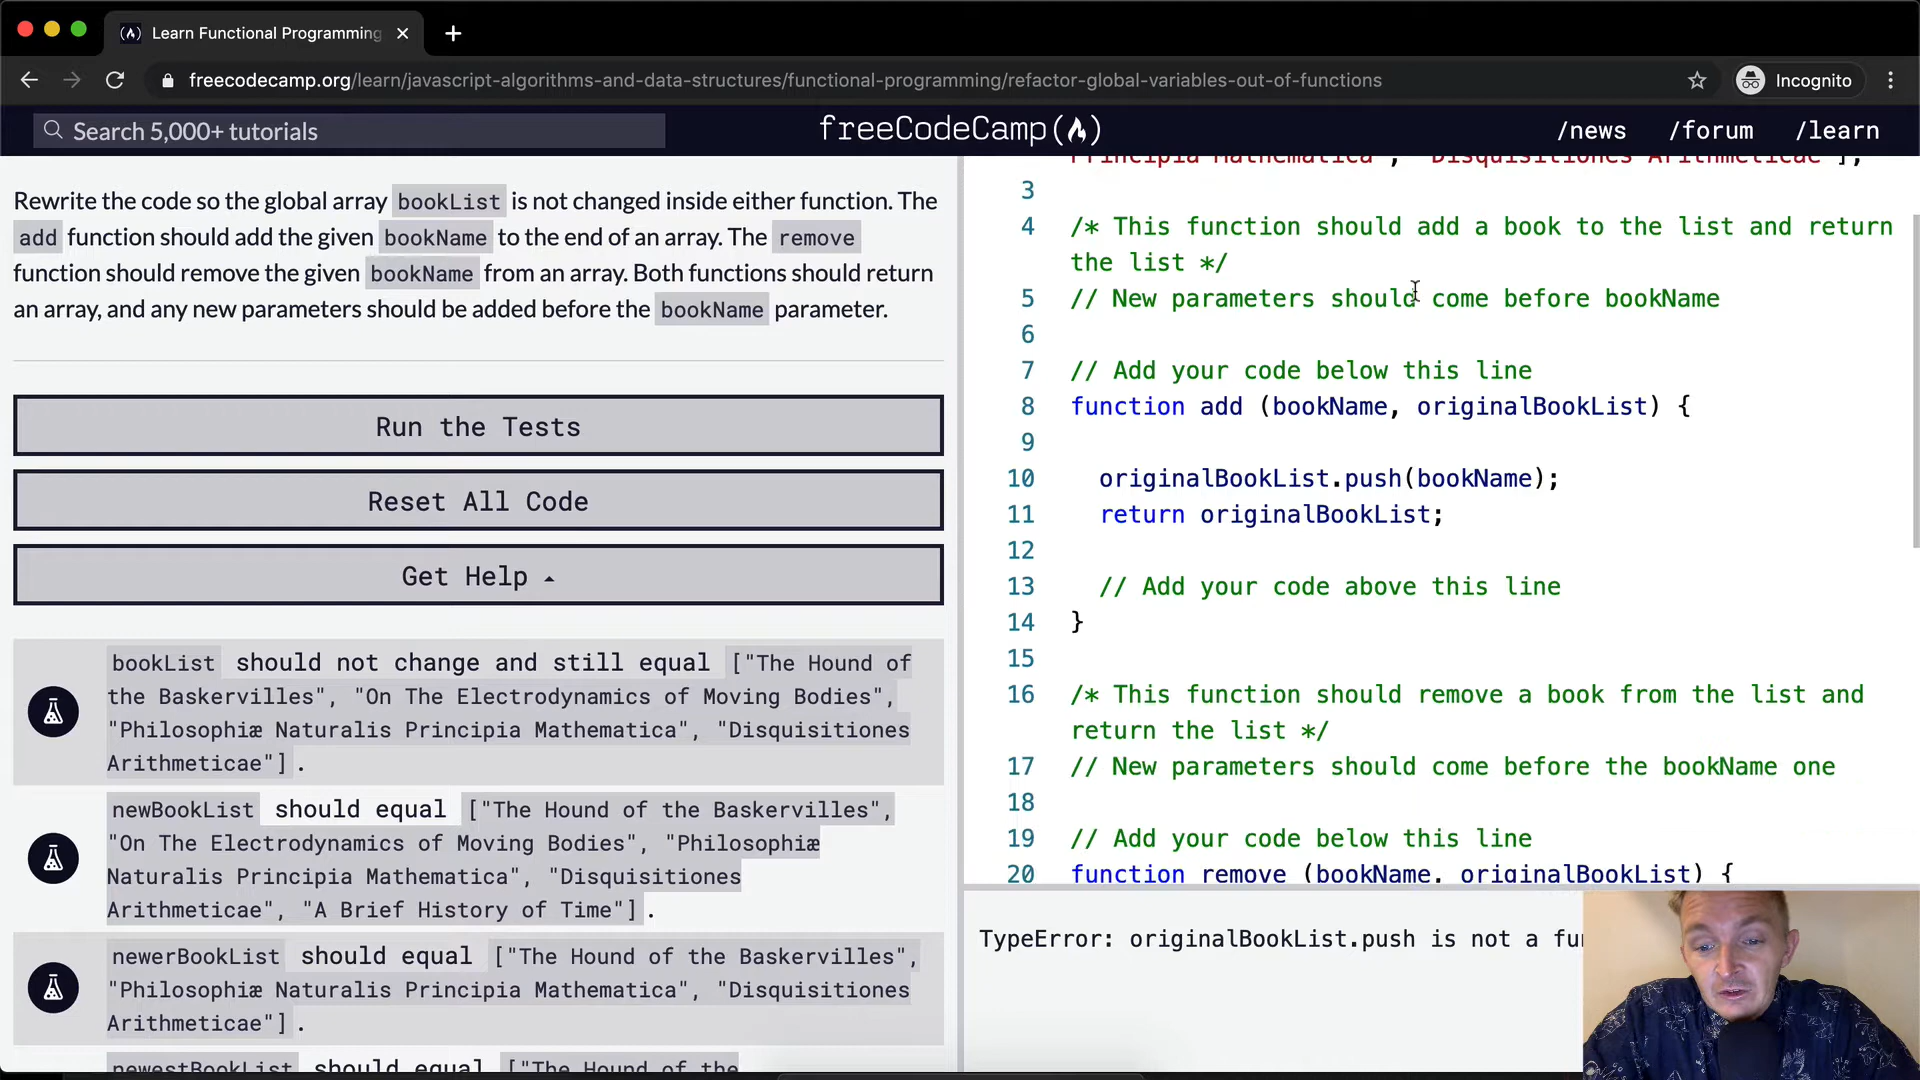 Learn Functional Programming
freecodecamp.org/learn/javascript-algorithms-and-data-structures/functional-programming/refactor-global-variables-out-of-functions
Incognito
Search 5,000+ tutorials
freeCodeCamp
/news /forum /learn
Rewrite the code so the global array bookList is not changed inside either function. The
add function should add the given bookName to the end of an array. The remove
function should remove the given bookName from an array. Both functions should return
an array, and any new parameters should be added before the bookName parameter.
Run the Tests
Reset All Code
Get Help
bookList should not change and still equal ["The Hound of
the Baskervilles", "On The Electrodynamics of Moving Bodies",
"Philosophiæ Naturalis Principia Mathematica", "Disquisitiones
Arithmeticae"] .
newBookList should equal ["The Hound of the Baskervilles",
"On The Electrodynamics of Moving Bodies", "Philosophiæ
Naturalis Principia Mathematica", "Disquisitiones
Arithmeticae", "A Brief History of Time"] .
newerBookList should equal ["The Hound of the Baskervilles",
"Philosophiæ Naturalis Principia Mathematica", "Disquisitiones
Arithmeticae"] .
newestBookList should equal ["The Hound of the
Principia Mathematica", "Disquisitiones Arithmeticae"];
3
4 /* This function should add a book to the list and return
the list */
5 // New parameters should come before bookName
6
7 // Add your code below this line
8 function add (bookName, originalBookList) {
9
10 originalBookList.push(bookName);
11 return originalBookList;
12
13 // Add your code above this line
14 }
15
16 /* This function should remove a book from the list and
return the list */
17 // New parameters should come before the bookName one
18
19 // Add your code below this line
20 function remove (bookName, originalBookList) {
TypeError: originalBookList.push is not a fu